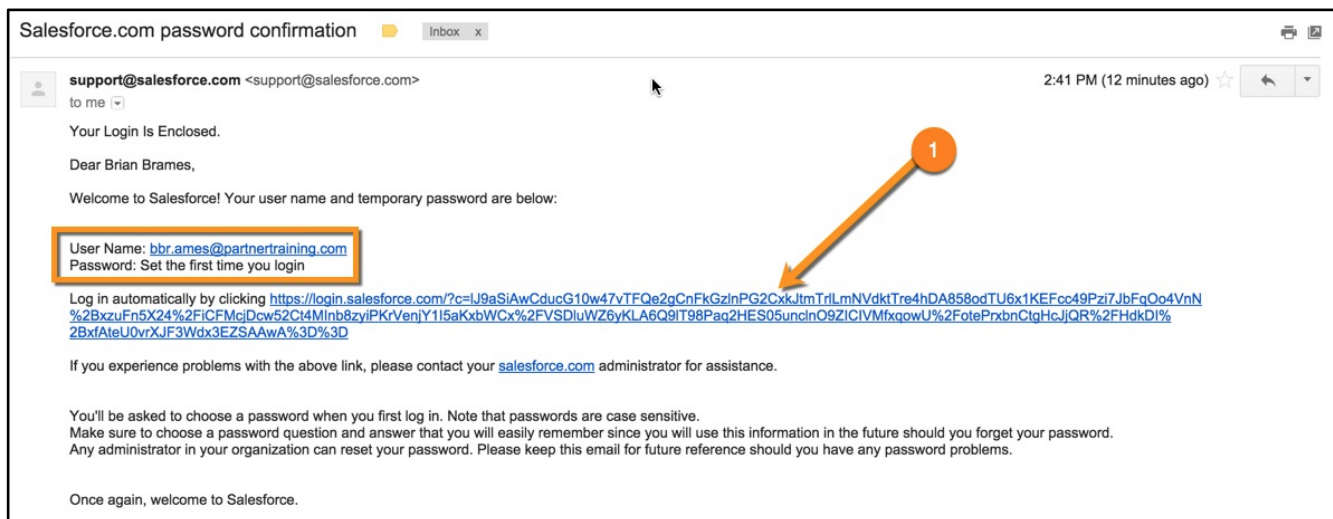 Salesforce.com password confirmation
Inbox x
support@salesforce.com <support@salesforce.com>
2:41 PM (12 minutes ago)
to me
Your Login Is Enclosed.
Dear Brian Brames,
1
Welcome to Salesforce! Your user name and temporary password are below:
User Name: bbr.ames@partnertraining.com
Password: Set the first time you login
Log in automatically by clicking https://login.salesforce.com/?c=lJ9aSiAwCducG10w47vTFQe2gCnFkGzlnPG2CxkJtmTrlLmNVdktTre4hDA858odTU6x1KEFcc49Pzi7JbFqOo4VnN
%2BxzuFn5X24%2FiCFMcjDcw52Ct4MInb8zyiPKrVenjY1I5aKxbWCx%2FVSDluWZ6yKLA6Q9IT98Paq2HES05unclnO9ZICIVMfxqowU%2FotePrxbnCtgHcJjQR%2FHdkDI%
2BxfAteU0vrXJF3Wdx3EZSAAwA%3D%3D
If you experience problems with the above link, please contact your salesforce.com administrator for assistance.
You'll be asked to choose a password when you first log in. Note that passwords are case sensitive.
Make sure to choose a password question and answer that you will easily remember since you will use this information in the future should you forget your password.
Any administrator in your organization can reset your password. Please keep this email for future reference should you have any password problems.
Once again, welcome to Salesforce.